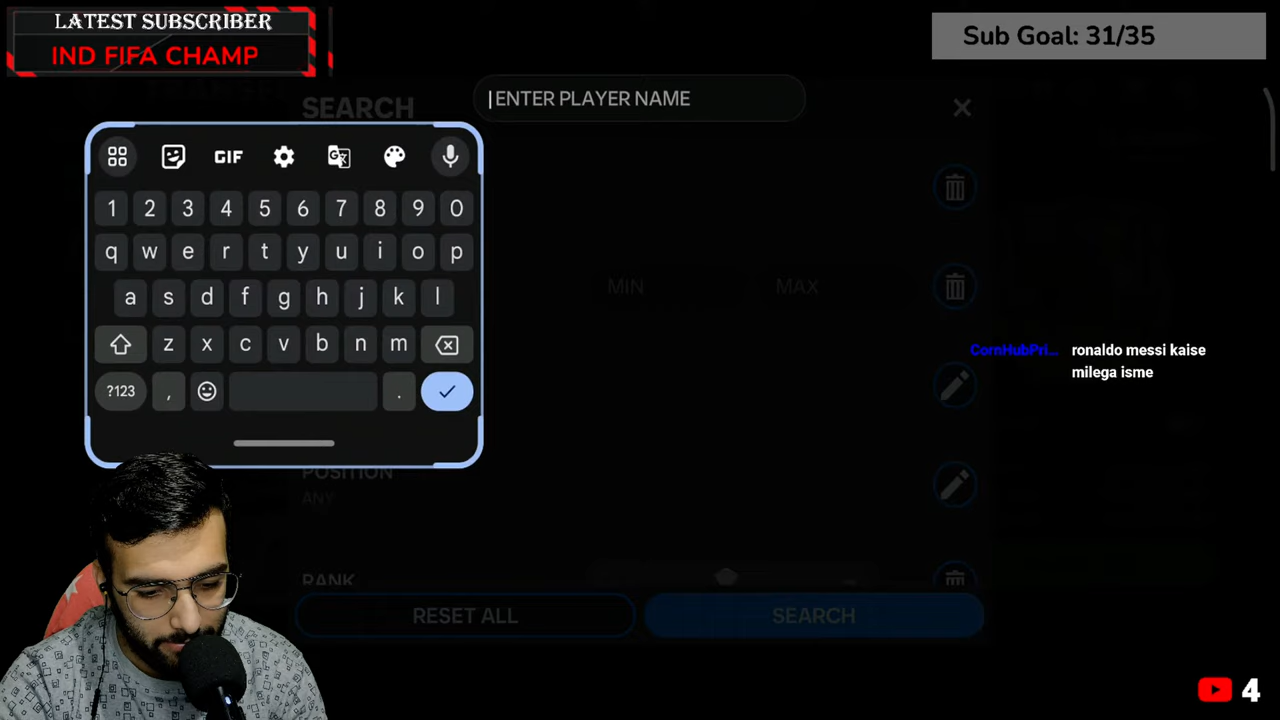 LATEST SUBSCRIBER
IND FIFA CHAMP
Sub Goal: 31/35
ENTER PLAYER NAME
SEARCH
GIF
1 2 3 4 5 6 7 8 9 0
q w e r t y u i o p
a s d f g h j k l
z x c v b n m
?123 , .
MIN MAX
CornHubPri... ronaldo messi kaise
milega isme
POSITION
ANY
RANK
RESET ALL SEARCH
4